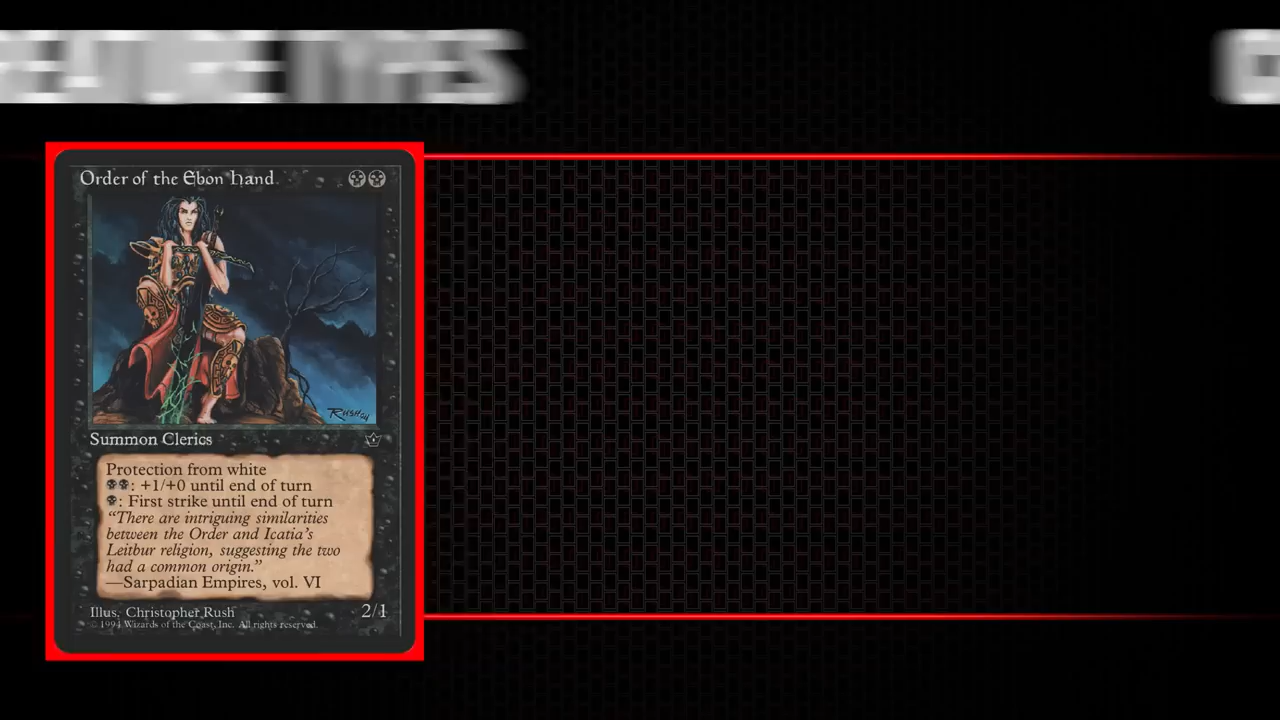 Order of the Ebon Hand
RUSH 94
Summon Clerics
Protection from white
: +1/+0 until end of turn
: First strike until end of turn
“There are intriguing similarities
between the Order and Icatia's
Leitbur religion, suggesting the two
had a common origin.”
—Sarpadian Empires, vol. VI
Illus. Christopher Rush
2/1
© 1994 Wizards of the Coast, Inc. All rights reserved.